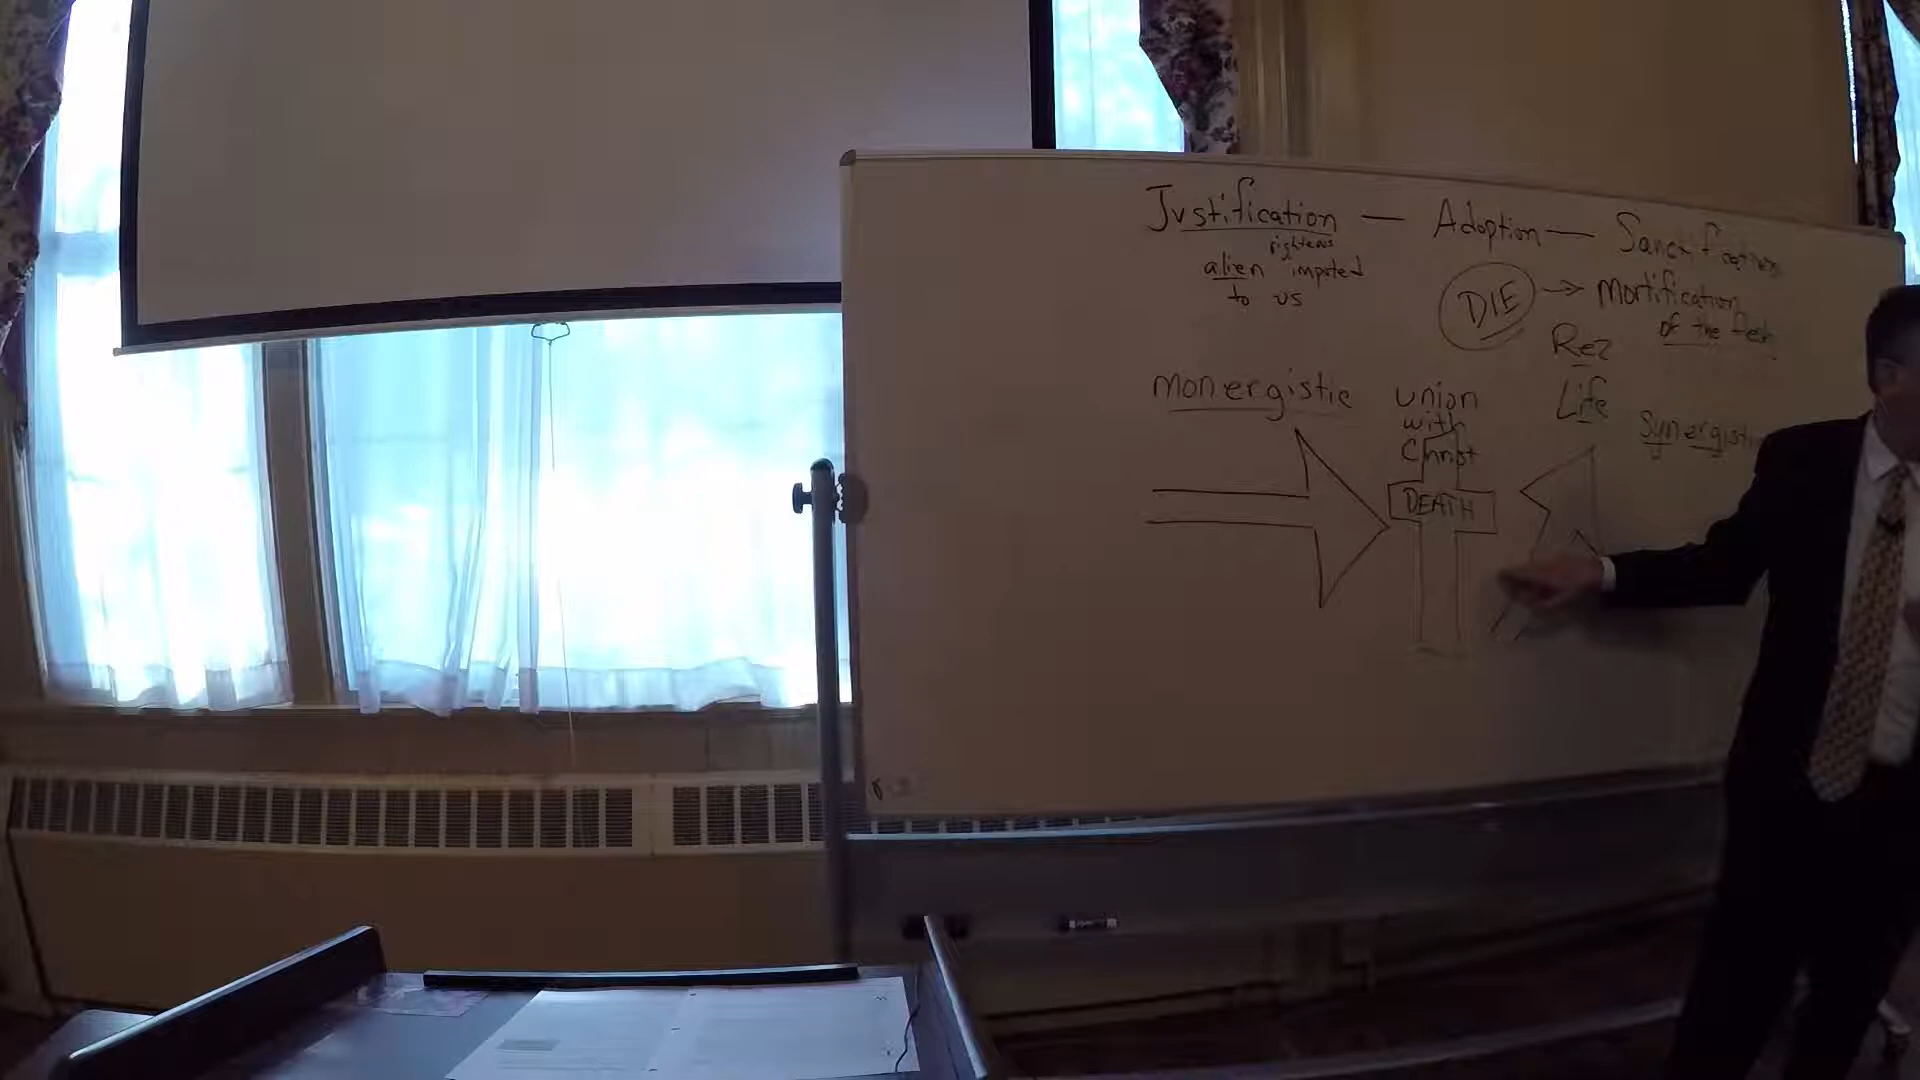 Justification — Adoption — Sanctification
righteous
alien imputed
to us
DIE → Mortification
of the flesh
Rez
Life
monergistic
union
with
Christ
Synergistic
DEATH